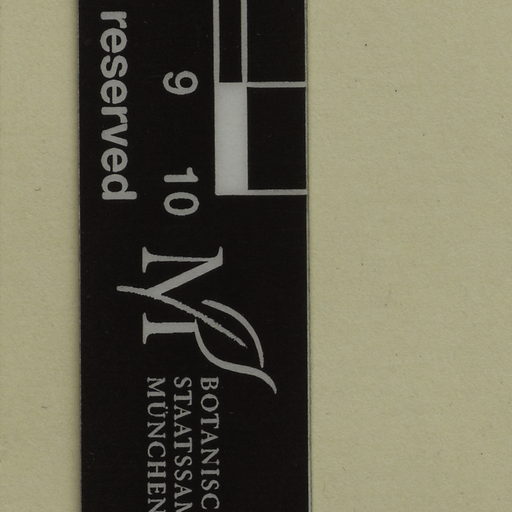 reserved
9 10
BOTANISC
STAATSSAM
MÜNCHEN